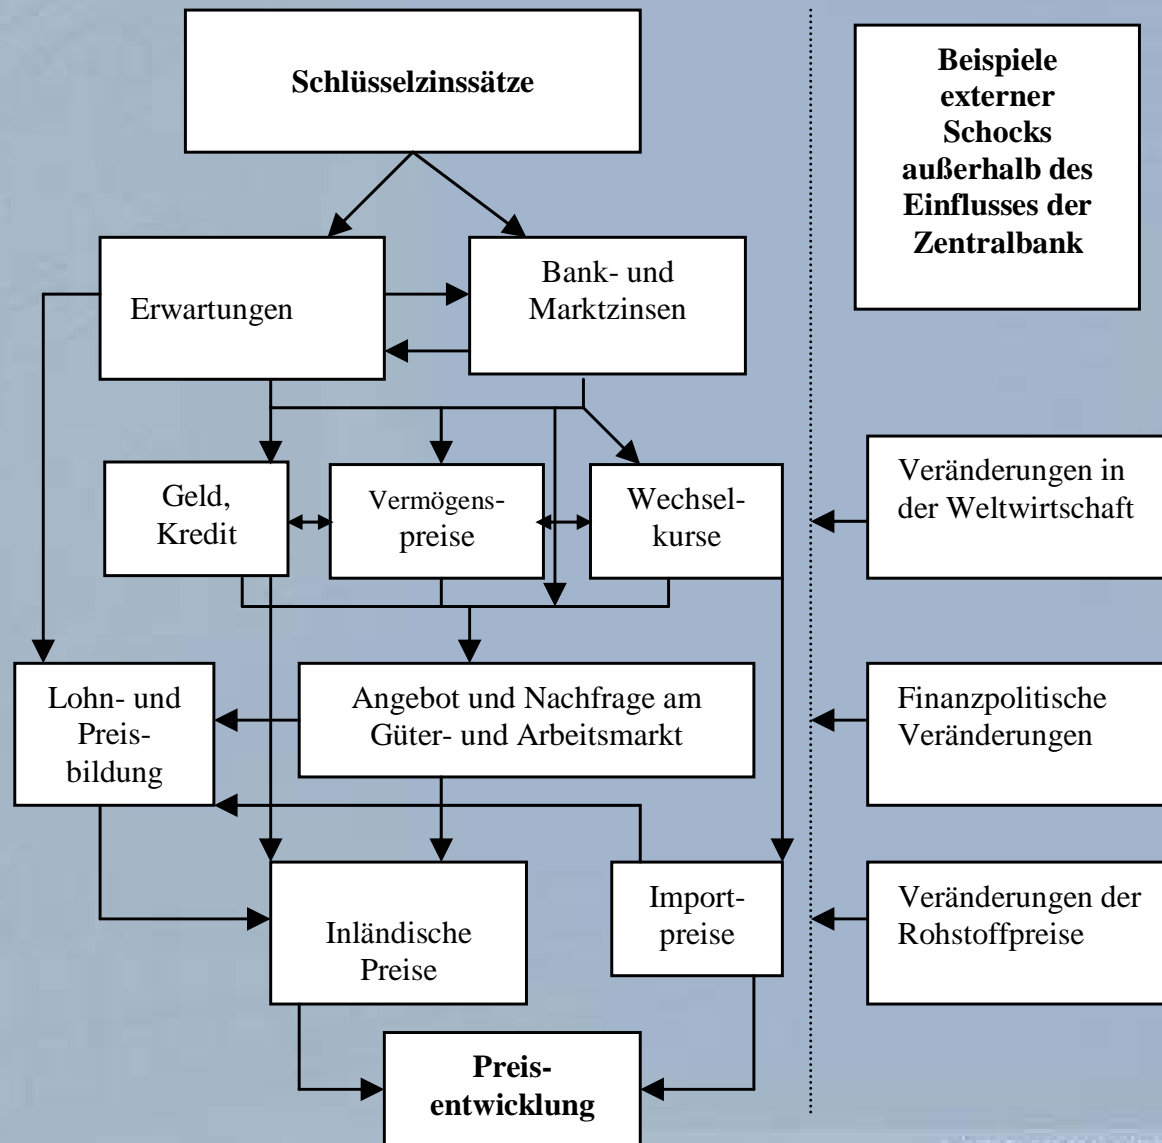 Schlüsselzinssätze
Beispiele
externer
Schocks
außerhalb des
Einflusses der
Zentralbank
Erwartungen
Bank- und
Marktzinsen
Geld,
Kredit
Vermögens-
preise
Wechsel-
kurse
Veränderungen in
der Weltwirtschaft
Lohn- und
Preis-
bildung
Angebot und Nachfrage am
Güter- und Arbeitsmarkt
Finanzpolitische
Veränderungen
Inländische
Preise
Import-
preise
Veränderungen der
Rohstoffpreise
Preis-
entwicklung